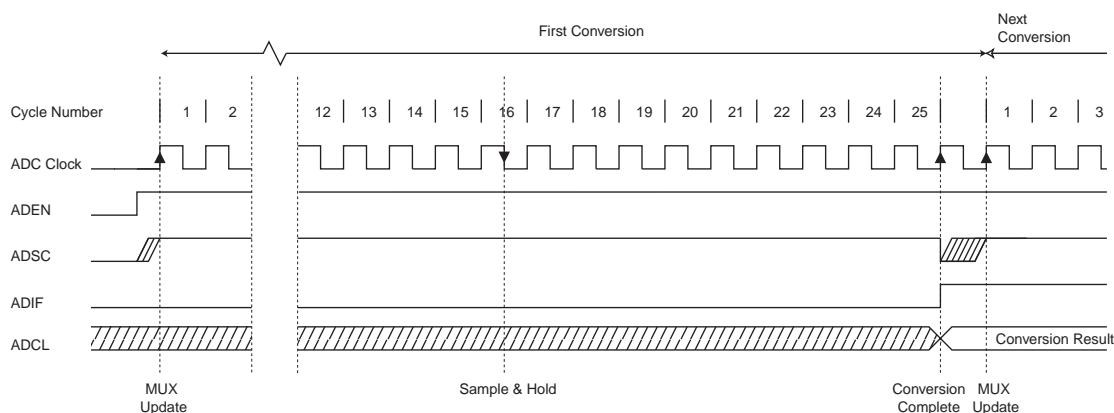 First Conversion
Next
Conversion
Cycle Number 1 2 12 13 14 15 16 17 18 19 20 21 22 23 24 25 1 2 3
ADC Clock
ADEN
ADSC
ADIF
ADCL
Conversion Result
MUX
Update
Sample & Hold
Conversion
Complete
MUX
Update